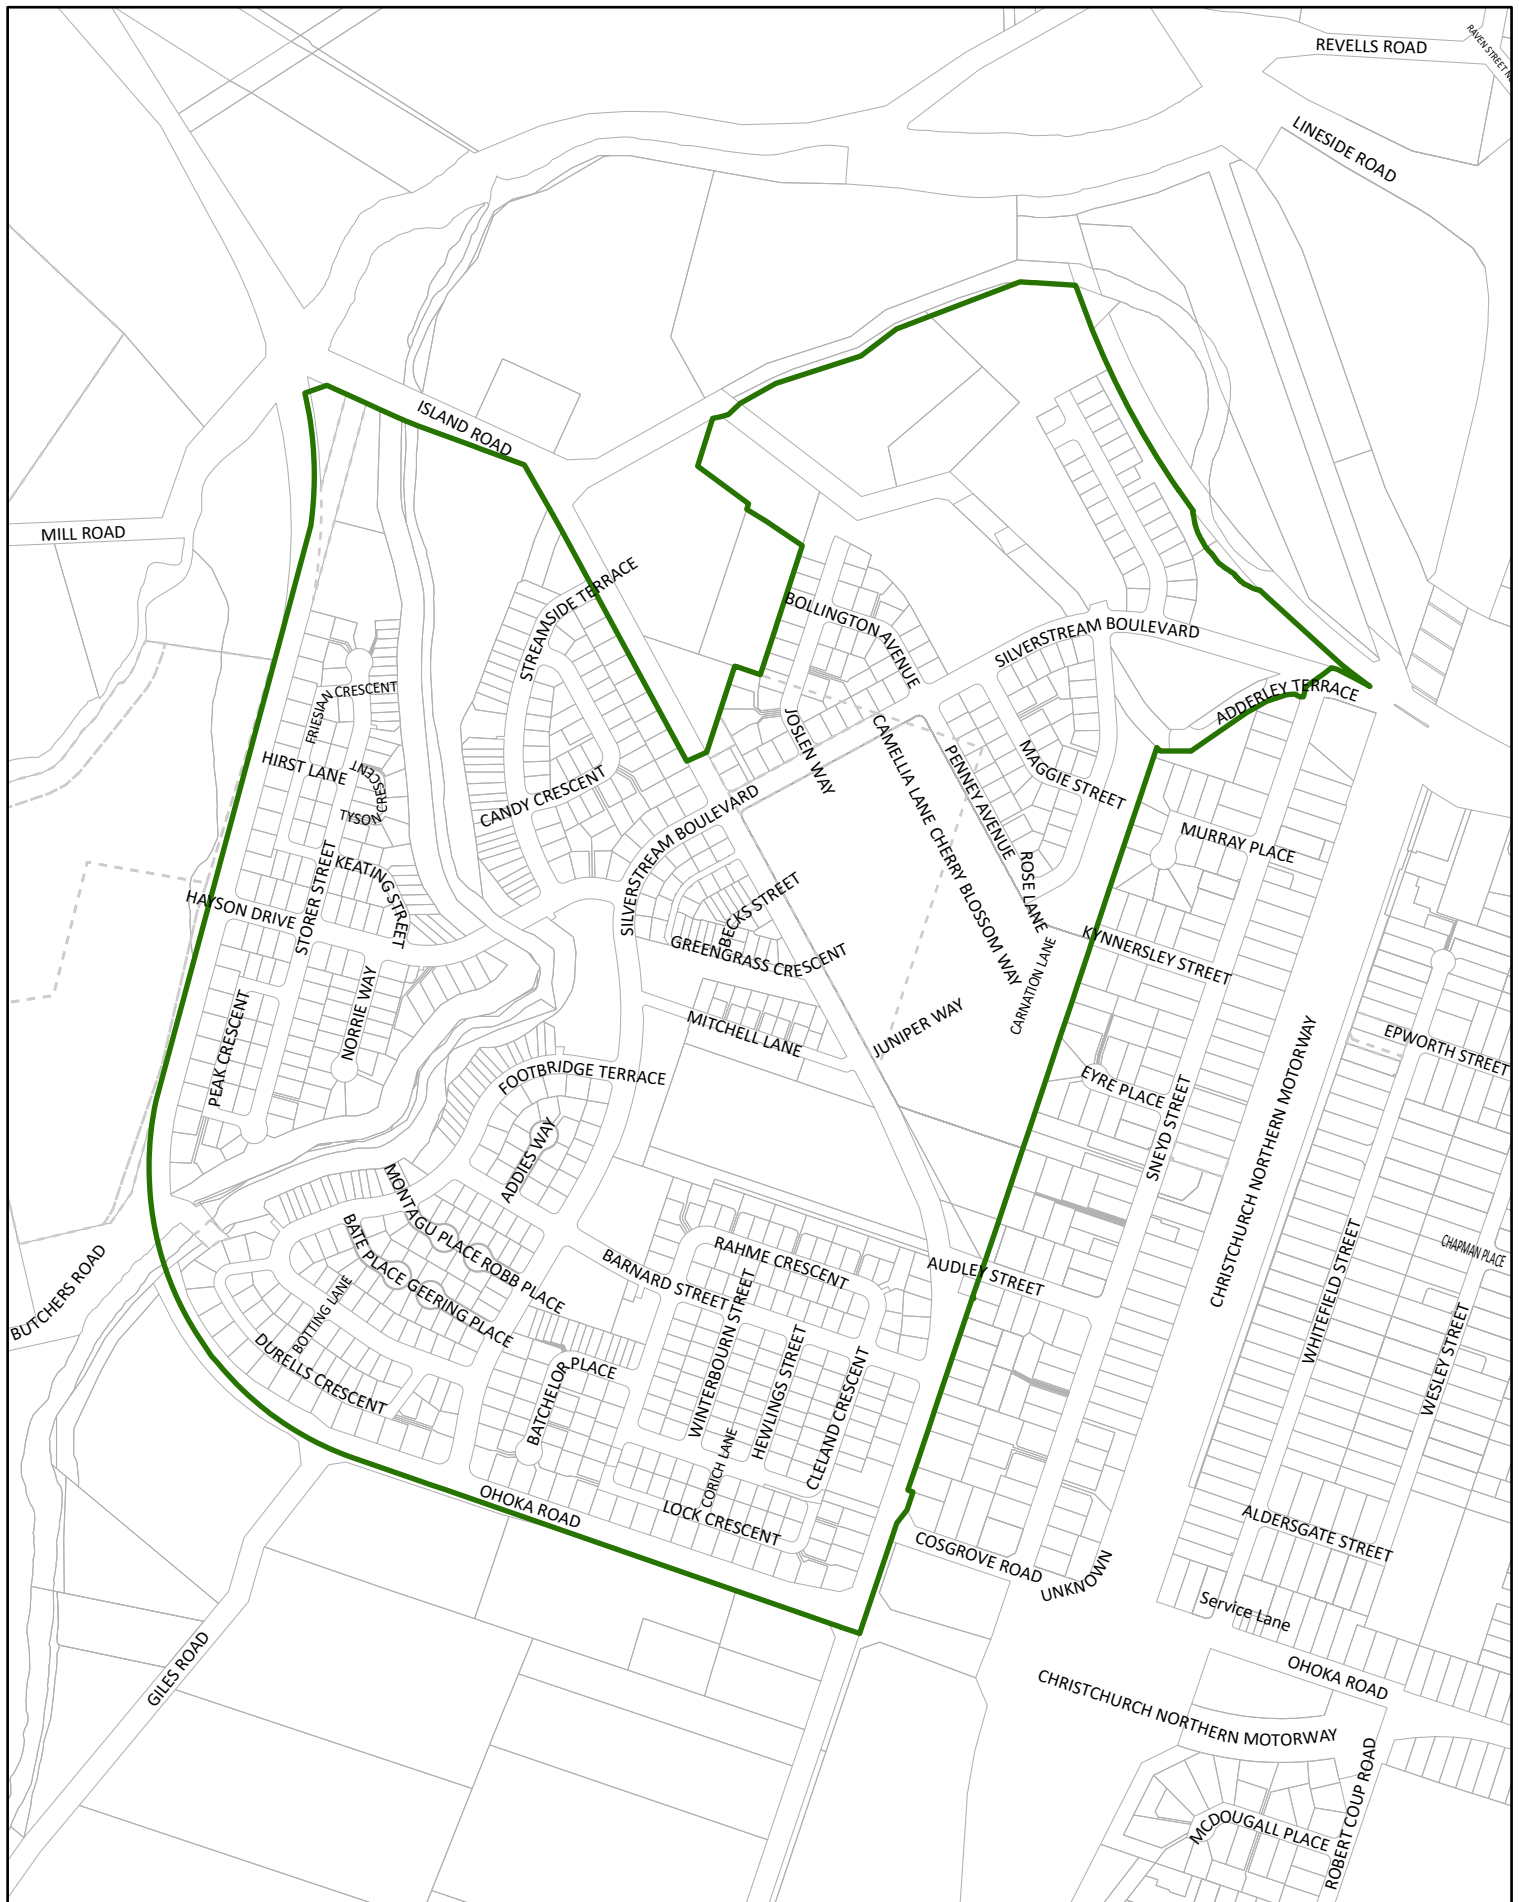 REVELLS ROAD
LINESIDE ROAD
ISLAND ROAD
MILL ROAD
STREAMSIDE TERRACE
BOLLINGTON AVENUE
SILVERSTREAM BOULEVARD
ADDERLEY TERRACE
FRIESIAN CRESCENT
JOSLEN WAY
CAMELLIA LANE
CHERRY BLOSSOM WAY
PENNEY AVENUE
MAGGIE STREET
HIRST LANE
TYSON CRESCENT
CANDY CRESCENT
SILVERSTREAM BOULEVARD
MURRAY PLACE
STORER STREET
KEATING STREET
ROSE LANE
HAYSON DRIVE
BECKS STREET
GREENGRASS CRESCENT
KYNNERSLEY STREET
CARNATION LANE
NORRIE WAY
PEAK CRESCENT
MITCHELL LANE
JUNIPER WAY
EPWORTH STREET
FOOTBRIDGE TERRACE
EYRE PLACE
SNEYD STREET
CHRISTCHURCH NORTHERN MOTORWAY
ADDIES WAY
MONTAGU PLACE
ROBB PLACE
BATE PLACE
GEERING PLACE
BUTCHERS ROAD
BOTTING LANE
DURELLS CRESCENT
BARNARD STREET
RAHME CRESCENT
AUDLEY STREET
CHAPMAN PLACE
WHITEFIELD STREET
WESLEY STREET
WINTERBOURN STREET
HEWLINGS STREET
CLELAND CRESCENT
BATCHELOR PLACE
CORICH LANE
LOCK CRESCENT
OHOKA ROAD
COSGROVE ROAD
UNKNOWN
ALDERSGATE STREET
Service Lane
GILES ROAD
OHOKA ROAD
CHRISTCHURCH NORTHERN MOTORWAY
ROBERT COUP ROAD
MCDOUGALL PLACE
RAVEN STREET